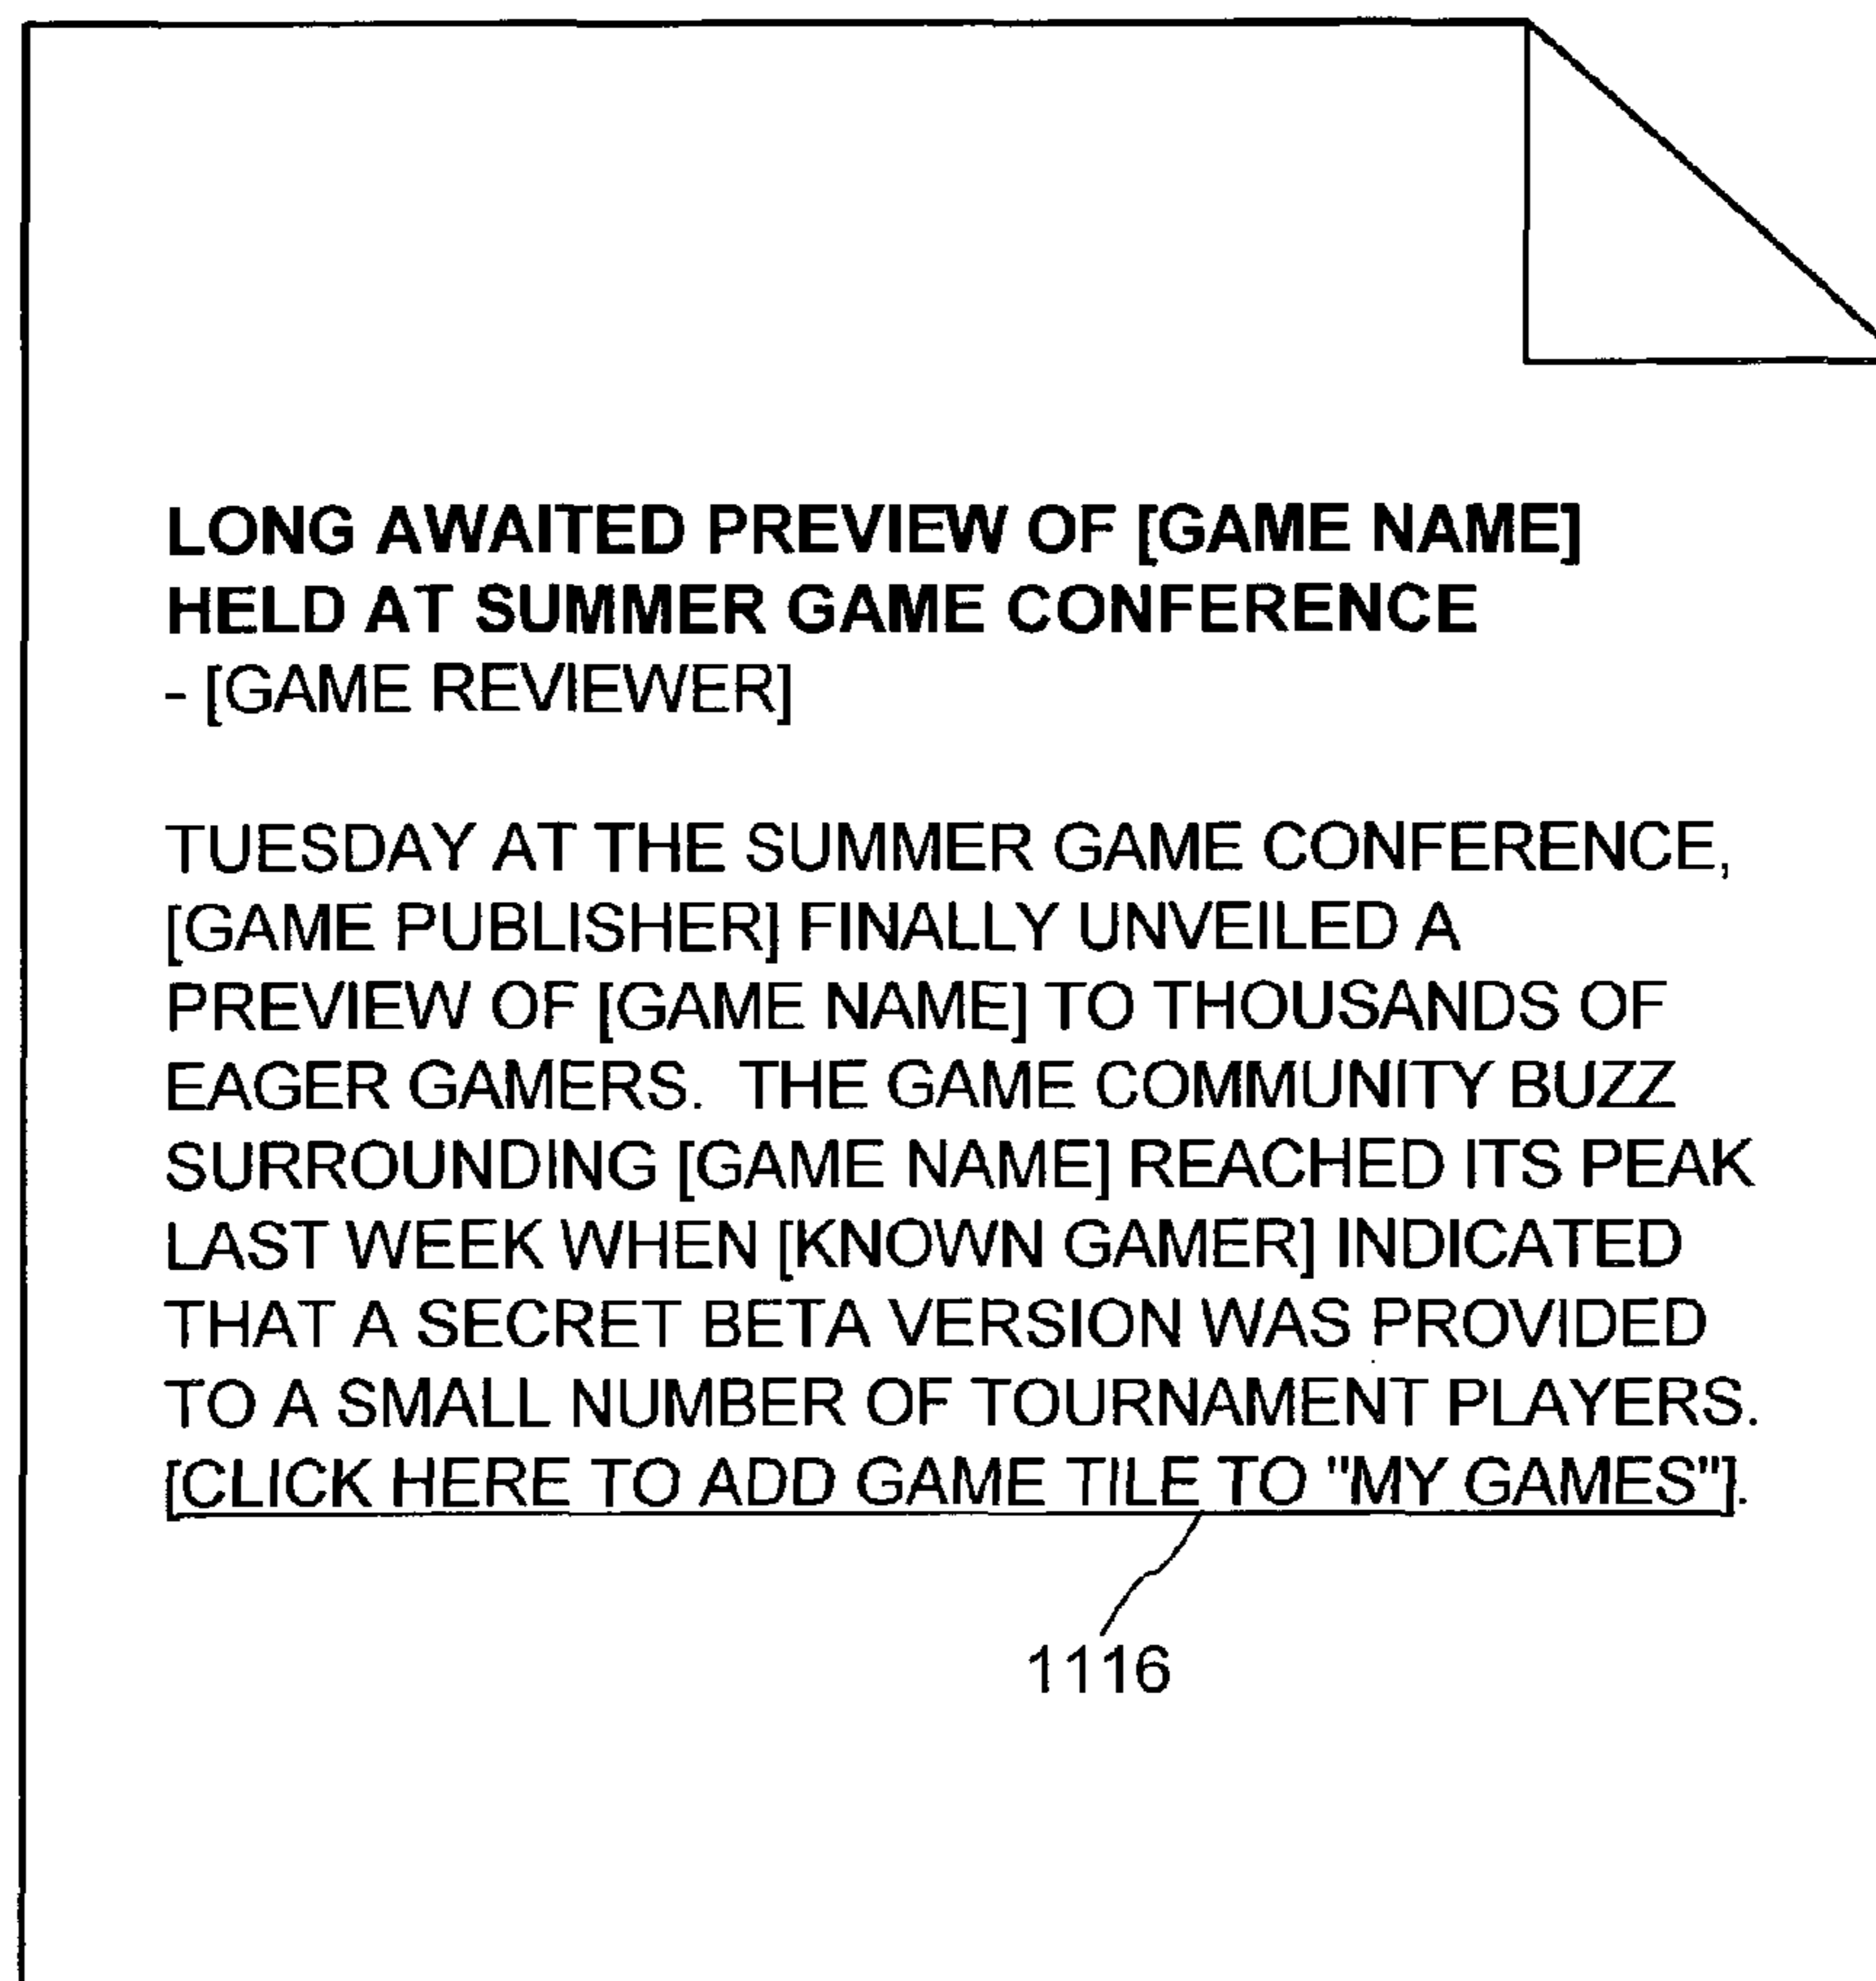 LONG AWAITED PREVIEW OF [GAME NAME]
HELD AT SUMMER GAME CONFERENCE
- [GAME REVIEWER]
TUESDAY AT THE SUMMER GAME CONFERENCE,
[GAME PUBLISHER] FINALLY UNVEILED A
PREVIEW OF [GAME NAME] TO THOUSANDS OF
EAGER GAMERS.  THE GAME COMMUNITY BUZZ
SURROUNDING [GAME NAME] REACHED ITS PEAK
LAST WEEK WHEN [KNOWN GAMER] INDICATED
THAT A SECRET BETA VERSION WAS PROVIDED
TO A SMALL NUMBER OF TOURNAMENT PLAYERS.
[CLICK HERE TO ADD GAME TILE TO "MY GAMES"].
1116